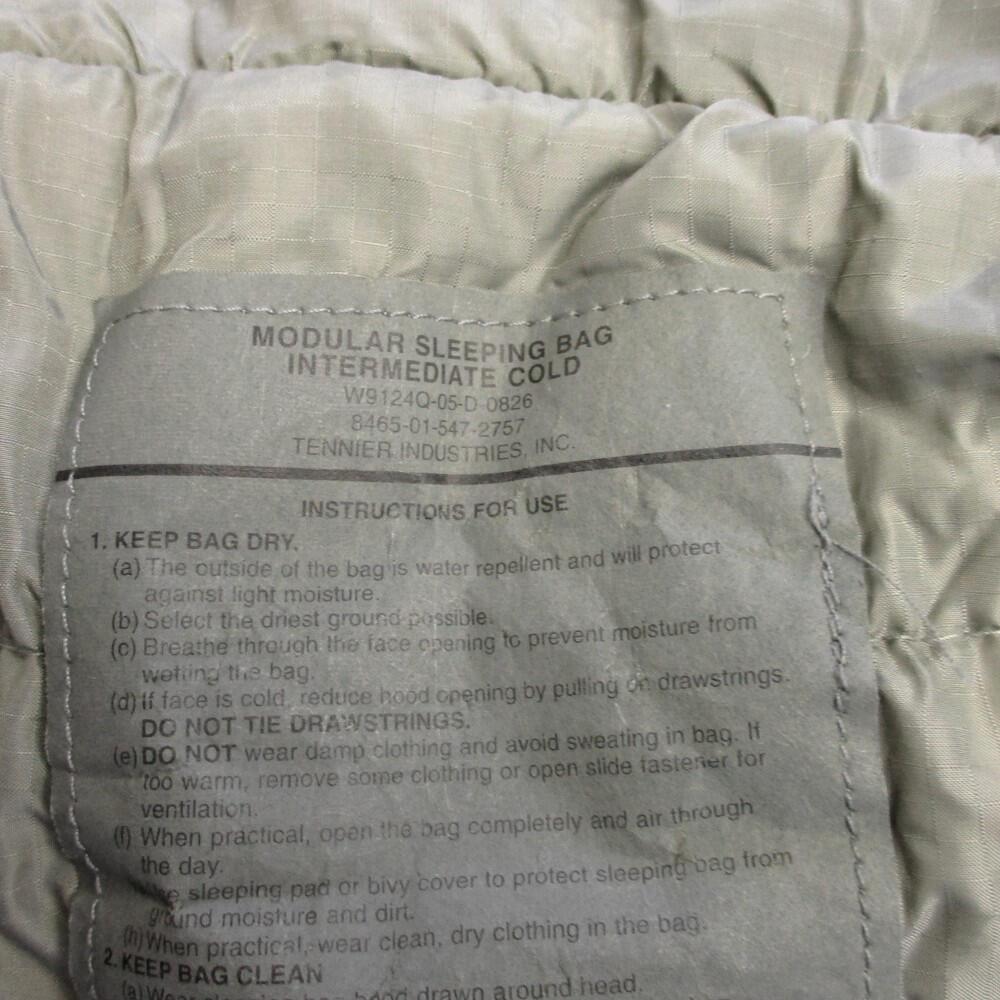 MODULAR SLEEPING BAG
INTERMEDIATE COLD
W9124Q-05-D-0826
8465-01-547-2757
TENNIER INDUSTRIES, INC.
INSTRUCTIONS FOR USE
1. KEEP BAG DRY.
(a) The outside of the bag is water repellent and will protect
against light moisture.
(b) Select the driest ground possible.
(c) Breathe through the face opening to prevent moisture from
wetting the bag.
(d) If face is cold, reduce hood opening by pulling on drawstrings.
DO NOT TIE DRAWSTRINGS.
(e) DO NOT wear damp clothing and avoid sweating in bag. If
too warm, remove some clothing or open slide fastener for
ventilation.
(f) When practical, open the bag completely and air through
the day.
sleeping pad or bivy cover to protect sleeping bag from
ground moisture and dirt.
(h) When practical, wear clean, dry clothing in the bag.
2. KEEP BAG CLEAN
(a) Wear sleeping bag hood drawn around head.